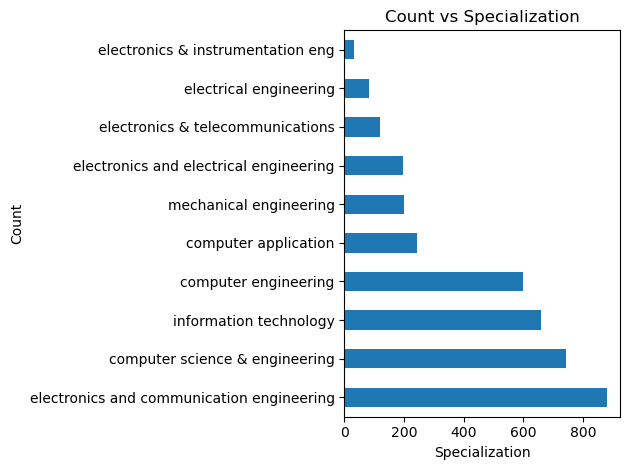 Count vs Specialization
electronics & instrumentation eng
electrical engineering
electronics & telecommunications
electronics and electrical engineering
mechanical engineering
computer application
computer engineering
information technology
computer science & engineering
electronics and communication engineering
Count
0 200 400 600 800
Specialization